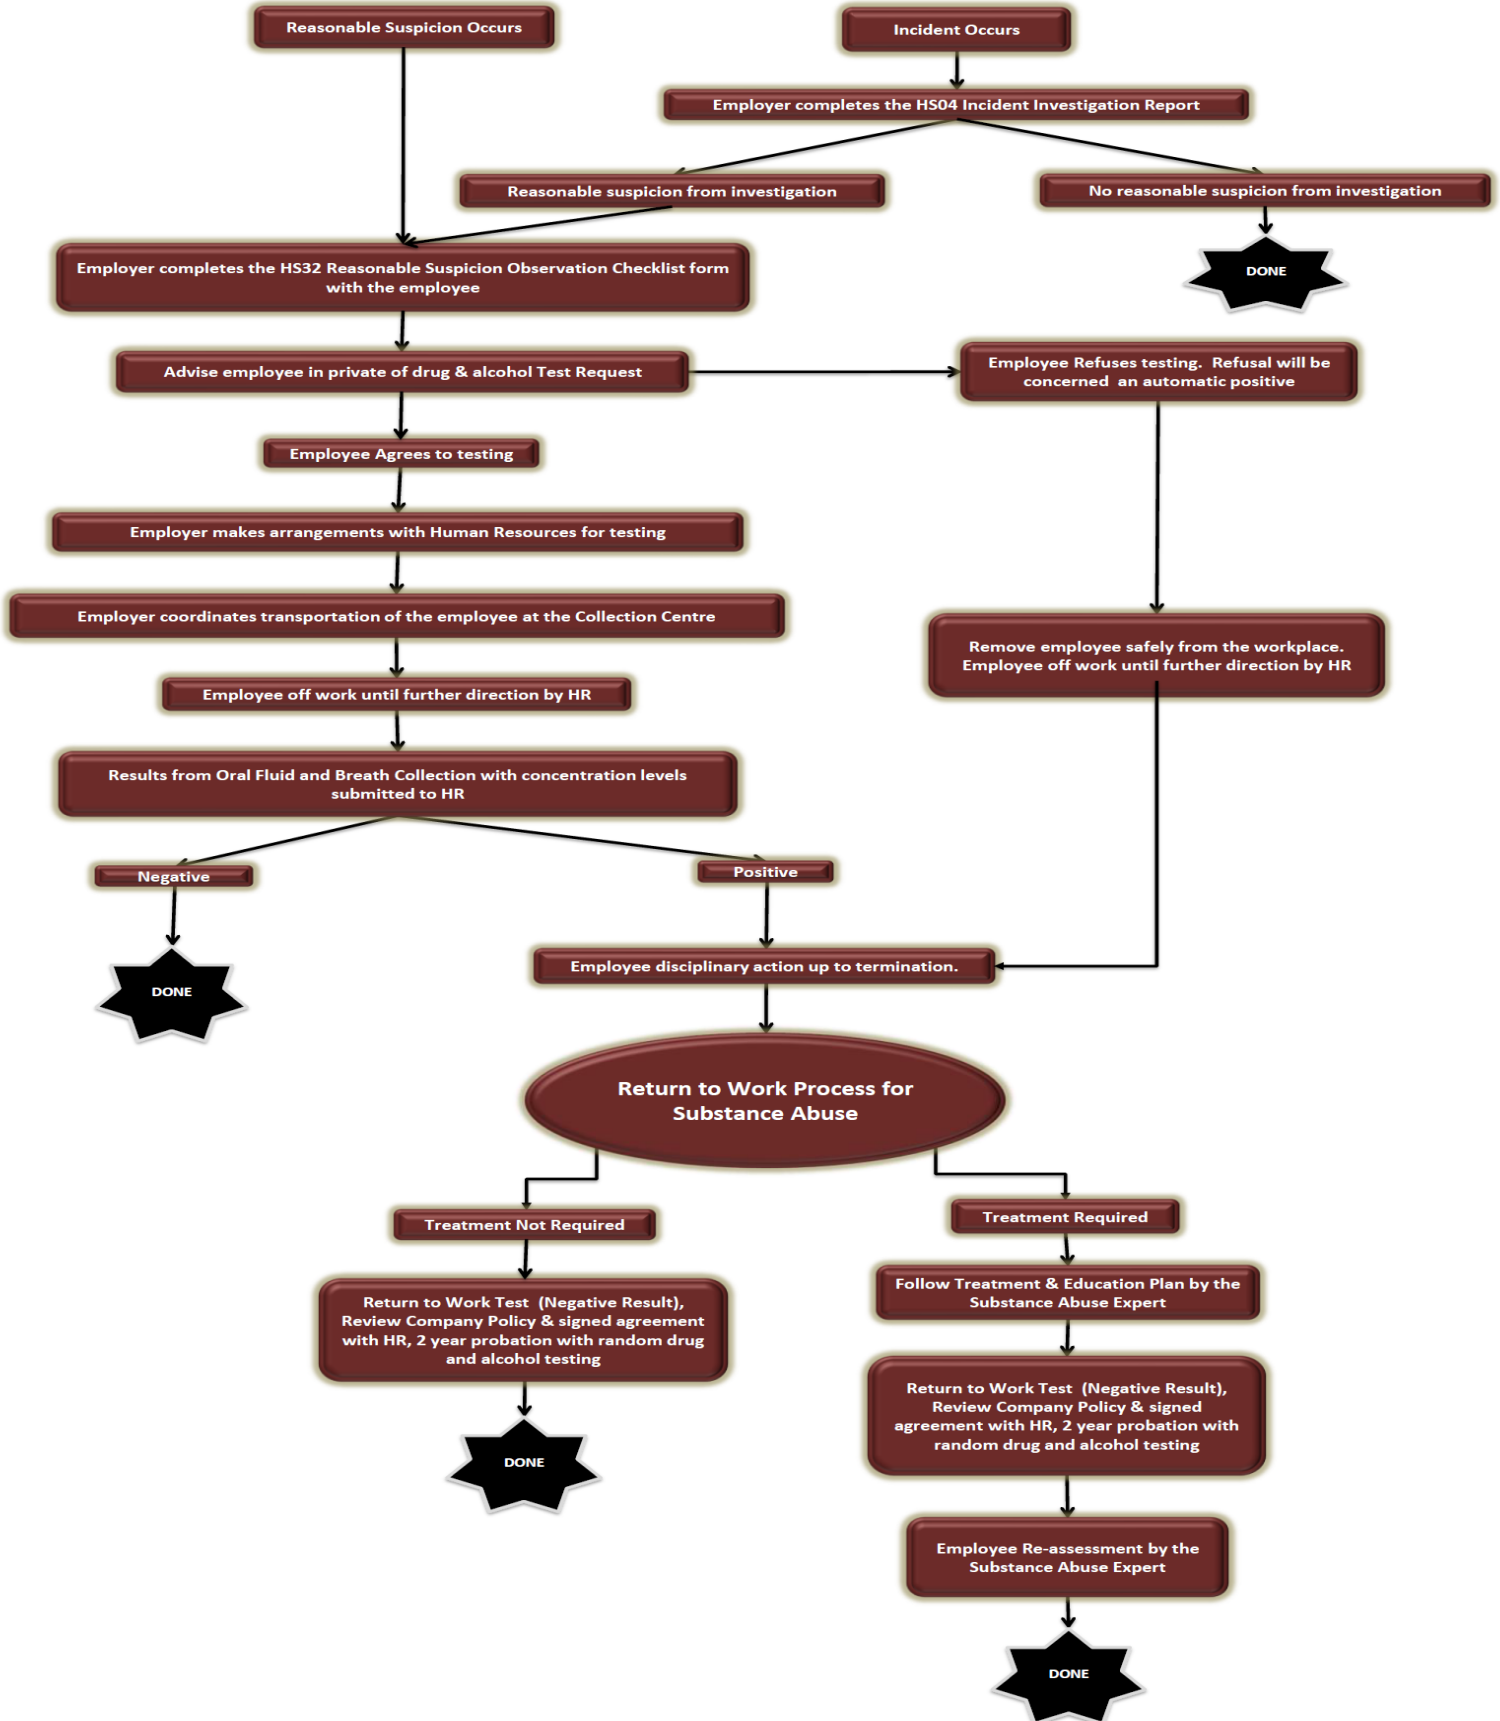 Reasonable Suspicion Occurs
Incident Occurs
Employer completes the HS04 Incident Investigation Report
Reasonable suspicion from investigation
No reasonable suspicion from investigation
Employer completes the HS32 Reasonable Suspicion Observation Checklist form
with the employee
DONE
Advise employee in private of drug & alcohol Test Request
Employee Refuses testing.  Refusal will be
concerned  an automatic positive
Employee Agrees to testing
Employer makes arrangements with Human Resources for testing
Employer coordinates transportation of the employee at the Collection Centre
Remove employee safely from the workplace.
Employee off work until further direction by HR
Employee off work until further direction by HR
Results from Oral Fluid and Breath Collection with concentration levels
submitted to HR
Negative
Positive
DONE
Employee disciplinary action up to termination.
Return to Work Process for
Substance Abuse
Treatment Not Required
Treatment Required
Return to Work Test  (Negative Result),
Review Company Policy & signed agreement
with HR, 2 year probation with random drug
and alcohol testing
DONE
Follow Treatment & Education Plan by the
Substance Abuse Expert
Return to Work Test  (Negative Result),
Review Company Policy & signed
agreement with HR, 2 year probation with
random drug and alcohol testing
Employee Re-assessment by the
Substance Abuse Expert
DONE